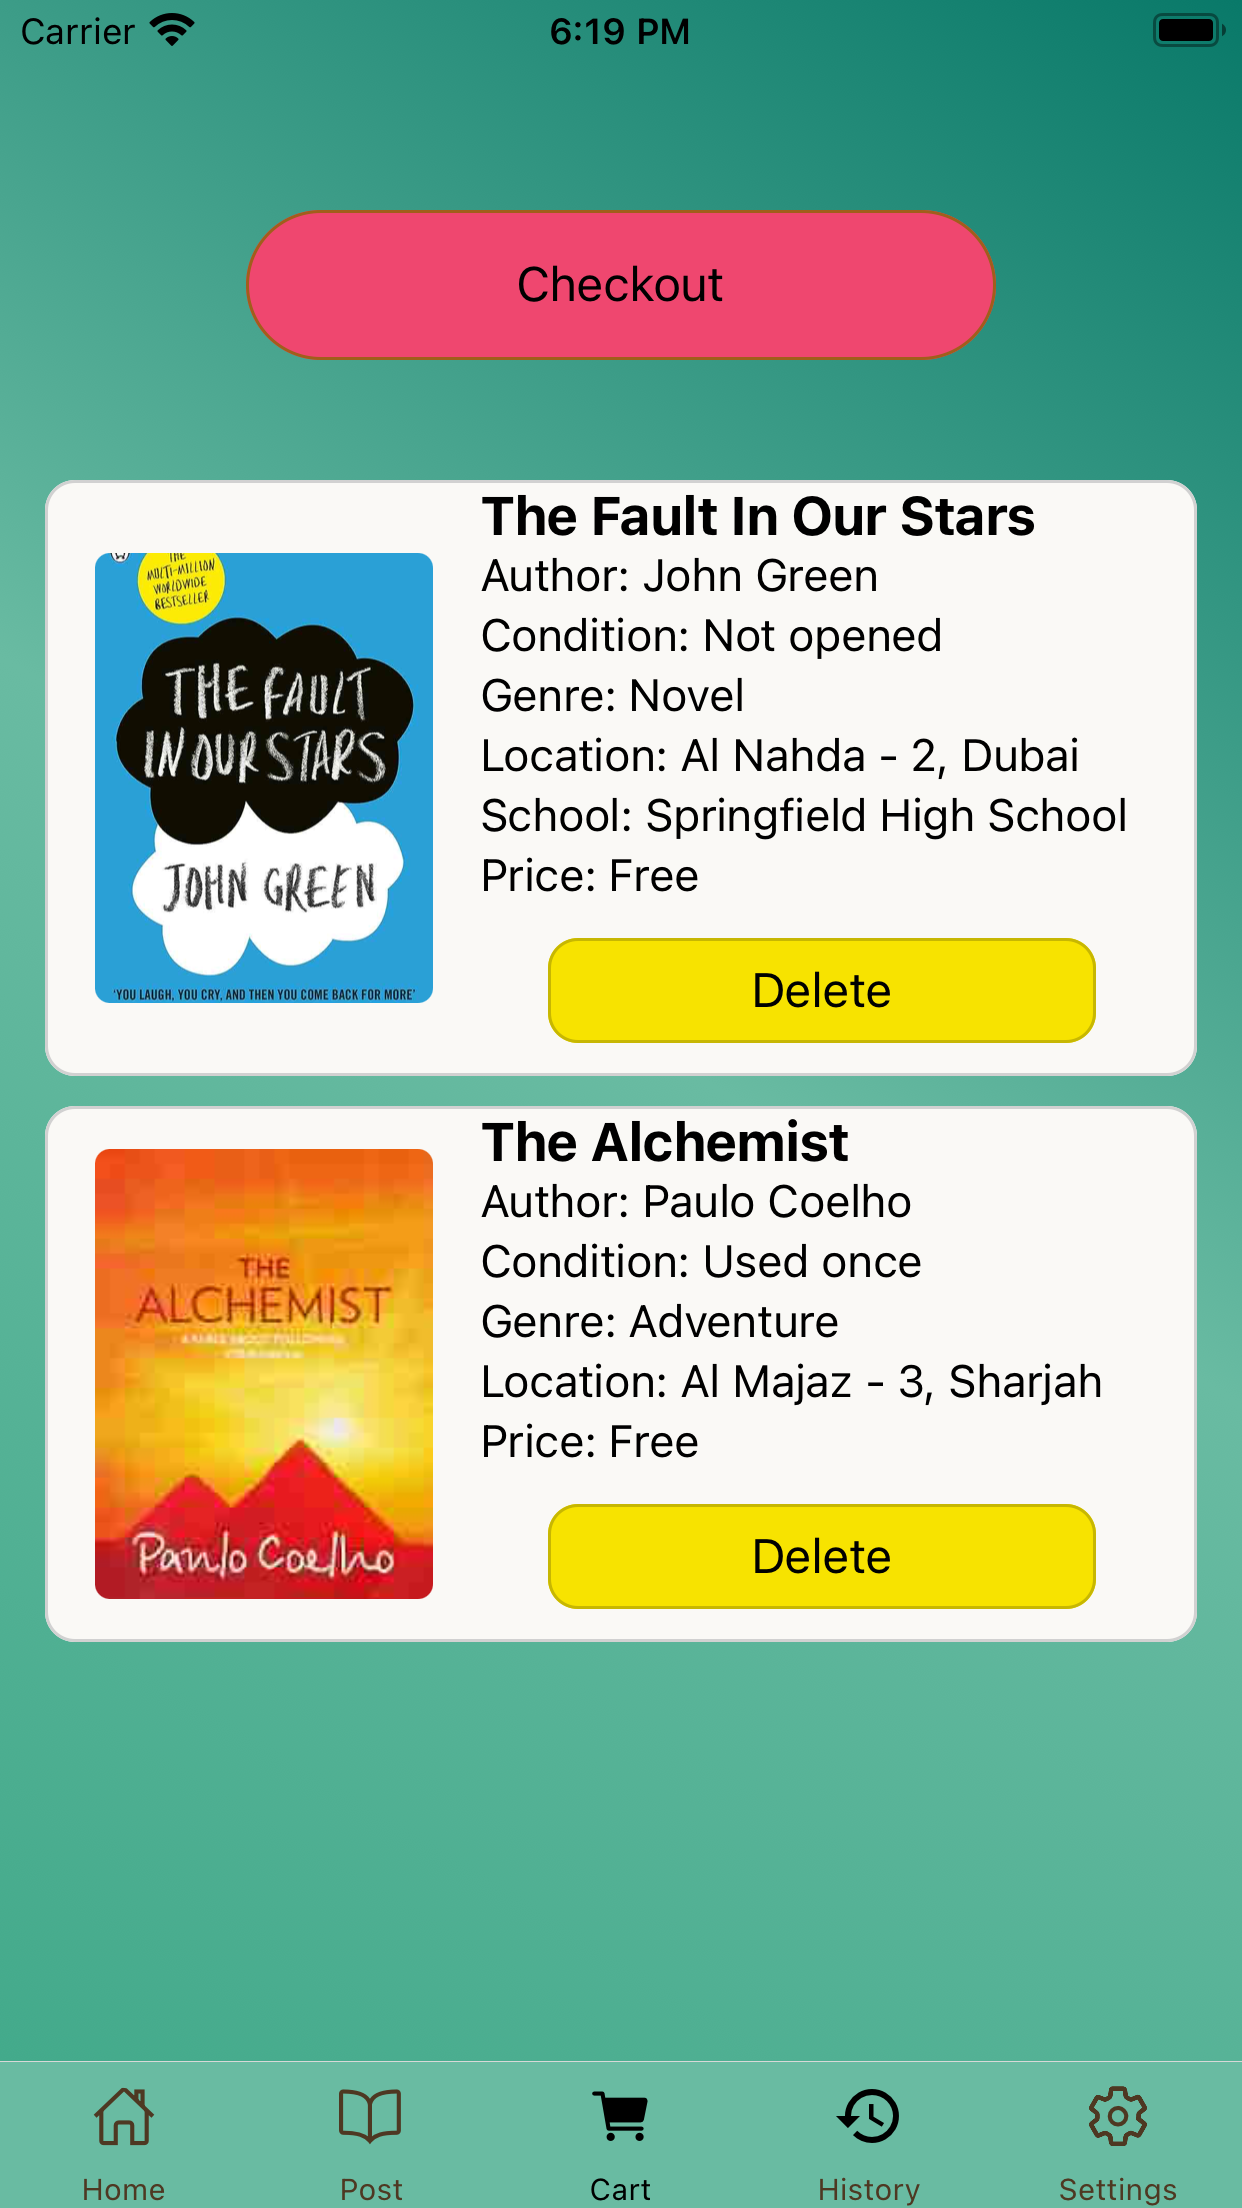 Carrier 6:19 PM
Checkout
The Fault In Our Stars
Author: John Green
Condition: Not opened
Genre: Novel
Location: Al Nahda - 2, Dubai
School: Springfield High School
Price: Free
Delete
THE
MULTI-MILLION
WORLDWIDE
BESTSELLER
THE FAULT
IN OUR STARS
JOHN GREEN
'YOU LAUGH, YOU CRY, AND THEN YOU COME BACK FOR MORE'
The Alchemist
Author: Paulo Coelho
Condition: Used once
Genre: Adventure
Location: Al Majaz - 3, Sharjah
Price: Free
Delete
THE
ALCHEMIST
Paulo Coelho
Home Post Cart History Settings